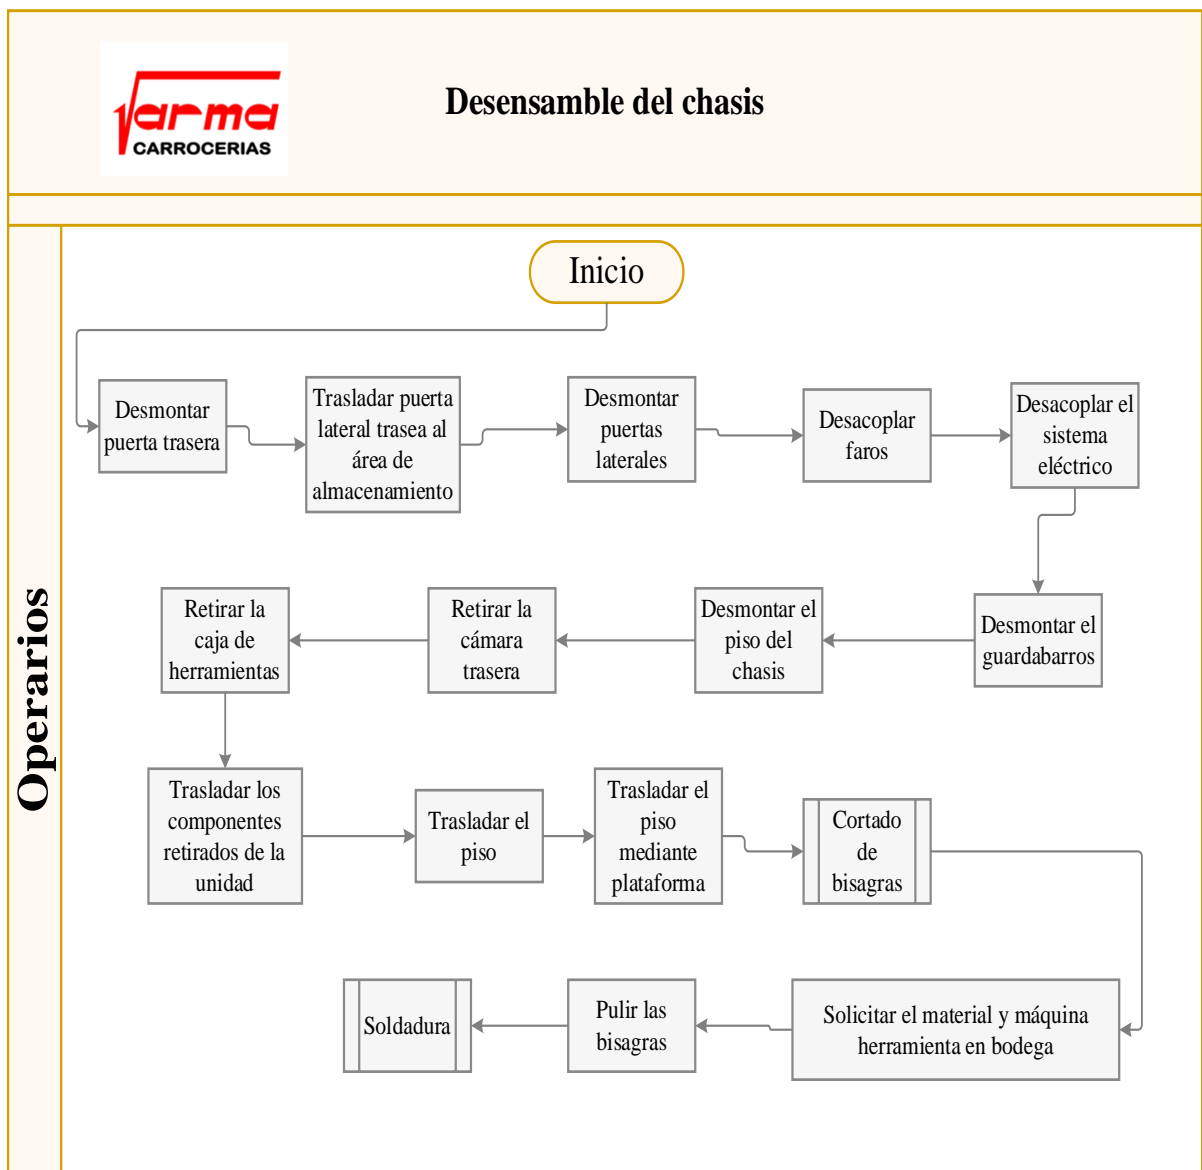 Varma
CARROCERIAS
Desensamble del chasis
Operarios
Inicio
Desmontar
puerta trasera
Trasladar puerta
lateral trasea al
área de
almacenamiento
Desmontar
puertas
laterales
Desacoplar
faros
Desacoplar el
sistema
eléctrico
Desmontar el
guardabarros
Desmontar el
piso del
chasis
Retirar la
cámara
trasera
Retirar la
caja de
herramientas
Trasladar los
componentes
retirados de la
unidad
Trasladar el
piso
Trasladar el
piso
mediante
plataforma
Cortado
de
bisagras
Solicitar el material y máquina
herramienta en bodega
Pulir las
bisagras
Soldadura